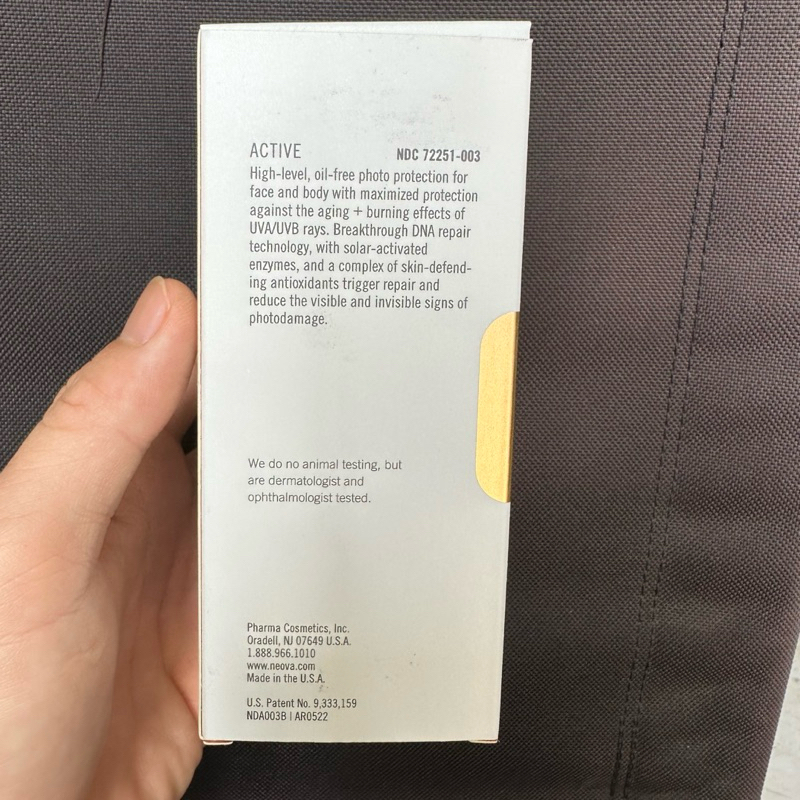 ACTIVE NDC 72251-003
High-level, oil-free photo protection for
face and body with maximized protection
against the aging + burning effects of
UVA/UVB rays. Breakthrough DNA repair
technology, with solar-activated
enzymes, and a complex of skin-defend-
ing antioxidants trigger repair and
reduce the visible and invisible signs of
photodamage.
We do no animal testing, but
are dermatologist and
ophthalmologist tested.
Pharma Cosmetics, Inc.
Oradell, NJ 07649 U.S.A.
1.888.966.1010
www.neova.com
Made in the U.S.A.
U.S. Patent No. 9,333,159
NDA003B | AR0522